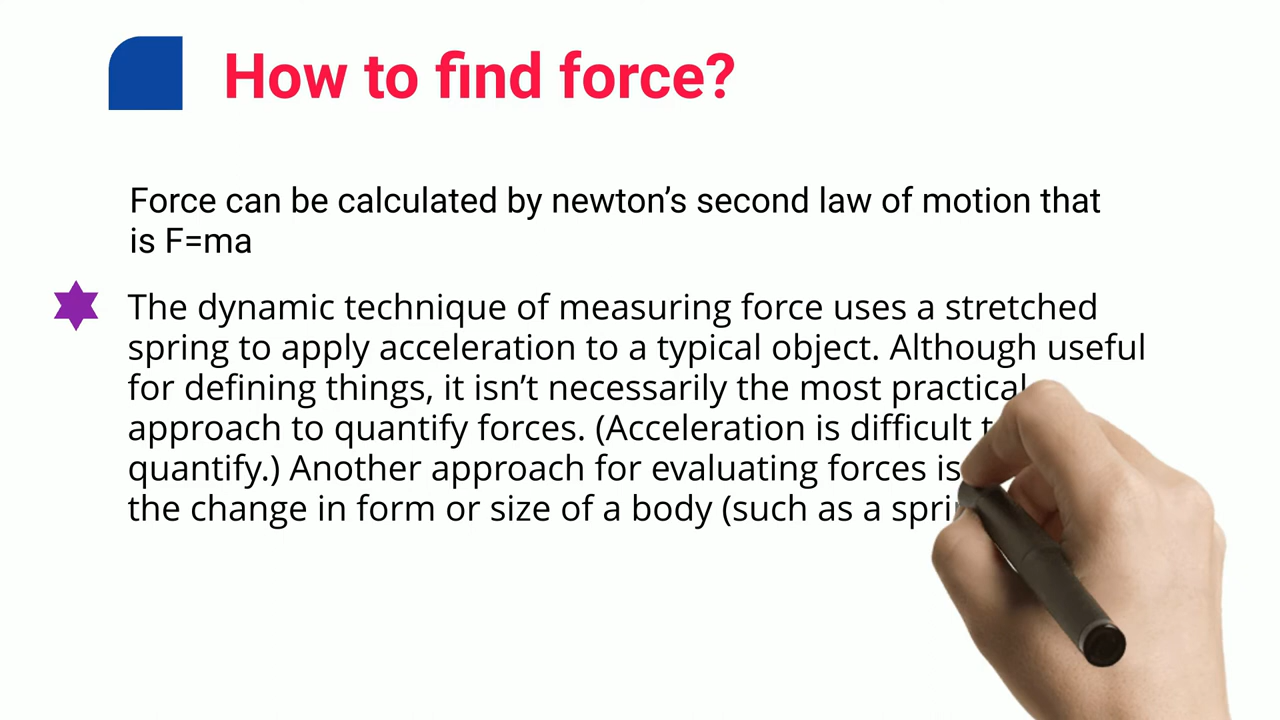 How to find force?
Force can be calculated by newton's second law of motion that
is F=ma
The dynamic technique of measuring force uses a stretched
spring to apply acceleration to a typical object. Although useful
for defining things, it isn't necessarily the most practical
approach to quantify forces. (Acceleration is difficult
quantify.) Another approach for evaluating forces is
the change in form or size of a body (such as a